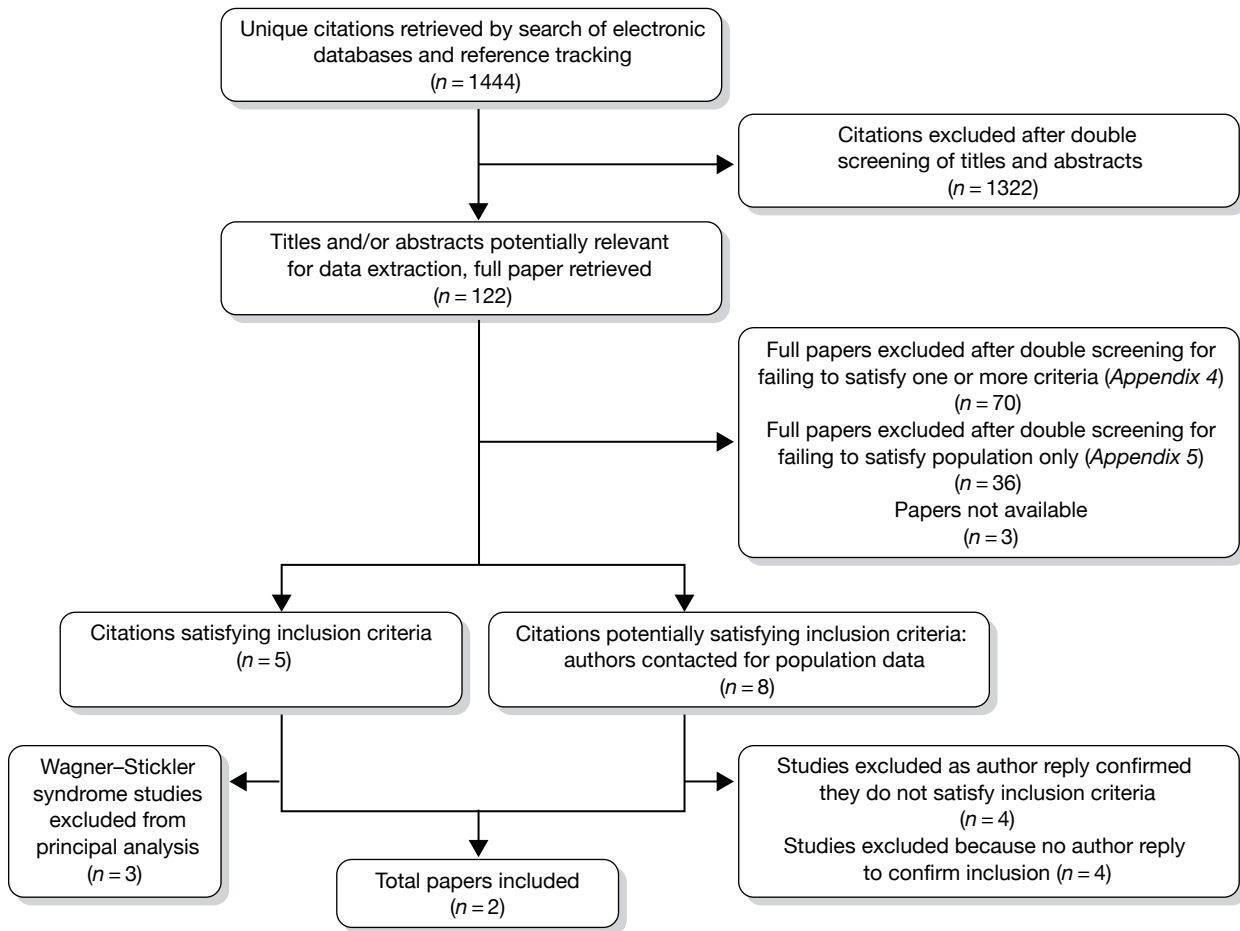 Unique citations retrieved by search of electronic
databases and reference tracking
(n = 1444)
Citations excluded after double
screening of titles and abstracts
(n = 1322)
Titles and/or abstracts potentially relevant
for data extraction, full paper retrieved
(n = 122)
Full papers excluded after double screening for
failing to satisfy one or more criteria (Appendix 4)
(n = 70)
Full papers excluded after double screening for
failing to satisfy population only (Appendix 5)
(n = 36)
Papers not available
(n = 3)
Citations satisfying inclusion criteria
(n = 5)
Citations potentially satisfying inclusion criteria:
authors contacted for population data
(n = 8)
Wagner–Stickler
syndrome studies
excluded from
principal analysis
(n = 3)
Studies excluded as author reply confirmed
they do not satisfy inclusion criteria
(n = 4)
Studies excluded because no author reply
to confirm inclusion (n = 4)
Total papers included
(n = 2)